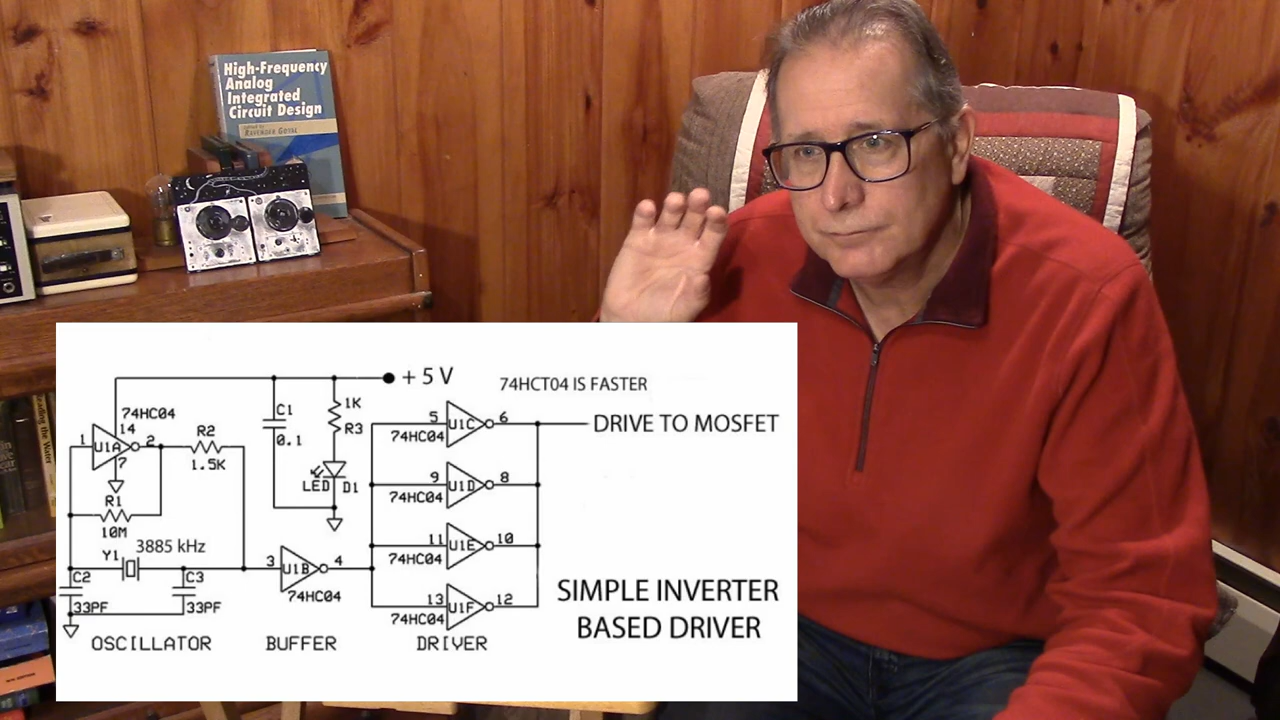 High-Frequency
Analog
Integrated
Circuit Design
RAVENDER GOYAL
+ 5 V
74HCT04 IS FASTER
74HC04
14
1
U1A
2
7
R2
1.5K
C1
0.1
1K
R3
LED
D1
5
U1C
6
74HC04
DRIVE TO MOSFET
9
U1D
8
74HC04
R1
10M
Y1
3885 kHz
11
U1E
10
74HC04
3
U1B
4
74HC04
C2
33PF
C3
33PF
13
U1F
12
74HC04
SIMPLE INVERTER
BASED DRIVER
OSCILLATOR
BUFFER
DRIVER